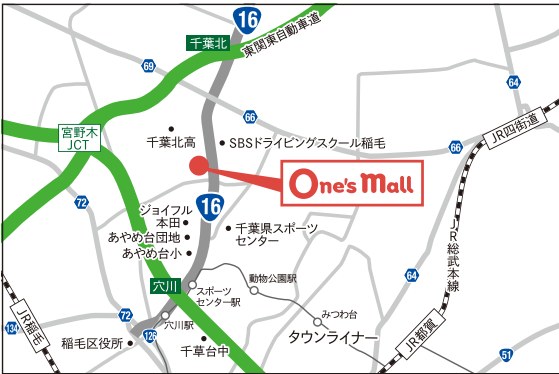 16
千葉北
東関東自動車道
69
64
66
宮野木
JCT
千葉北高
SBSドライビングスクール稲毛
66
JR四街道
One's mall
72
ジョイフル
本田
16
千葉県スポーツ
センター
あやめ台団地
あやめ台小
JR総武本線
穴川
スポーツ
センター駅
動物公園駅
64
JR稲毛
134
72
126
穴川駅
みつわ台
タウンライナー
JR都賀
稲毛区役所
千草台中
51